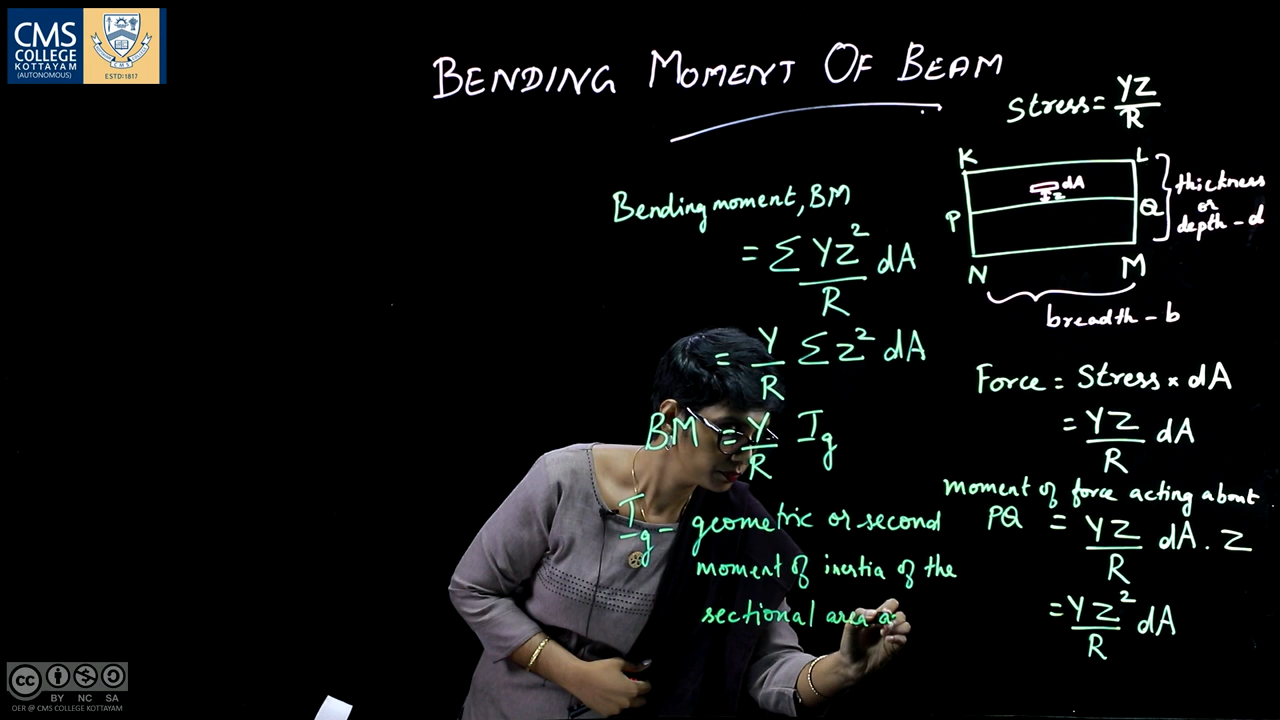 CMS
COLLEGE
KOTTAYAM
(AUTONOMOUS)
ESTD:1817
BENDING MOMENT OF BEAM
Stress = YZ/R
K
L
dA
z
P
Q
N
M
thickness
or
depth - d
breadth - b
Bending moment, BM
= Σ YZ²/R dA
= Y/R Σ Z² dA
BM = Y/R Ig
Ig - geometric or second
moment of inertia of the
sectional area a
Force = Stress × dA
= YZ/R dA
moment of force acting about
PQ = YZ/R dA . Z
= YZ²/R dA
cc
BY NC SA
OER @ CMS COLLEGE KOTTAYAM